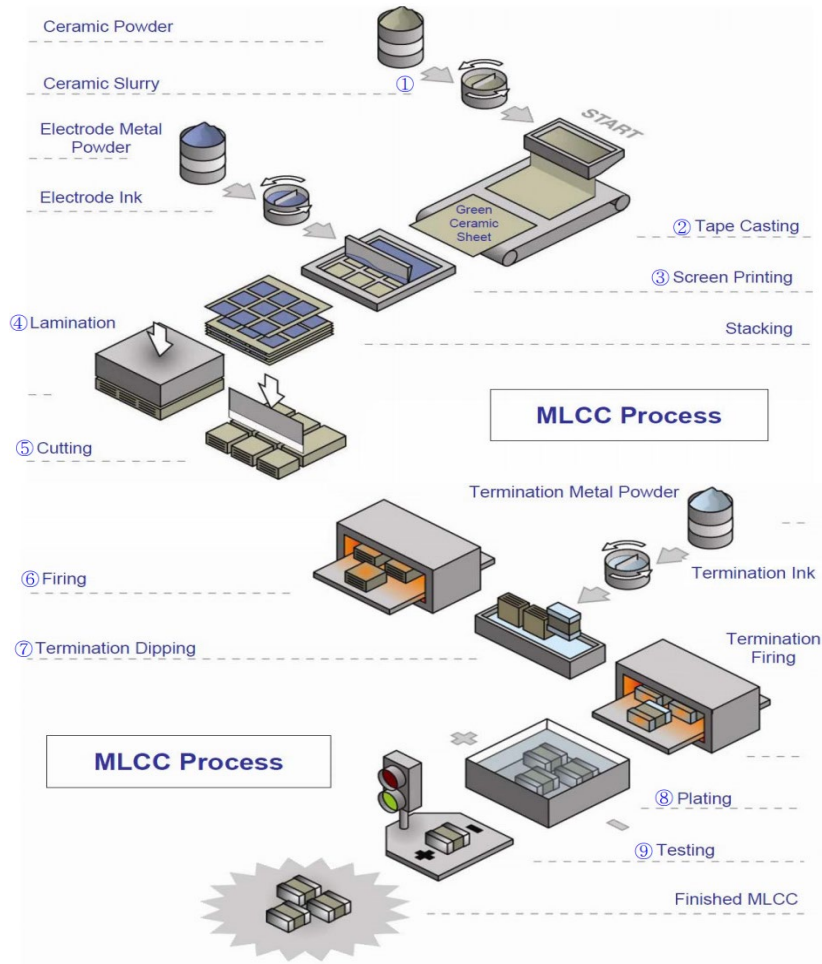 Ceramic Powder
Ceramic Slurry
①
START
Electrode Metal
Powder
Electrode Ink
Green
Ceramic
Sheet
② Tape Casting
③ Screen Printing
④ Lamination
Stacking
MLCC Process
⑤ Cutting
Termination Metal Powder
⑥ Firing
Termination Ink
⑦ Termination Dipping
Termination
Firing
MLCC Process
⑧ Plating
⑨ Testing
Finished MLCC